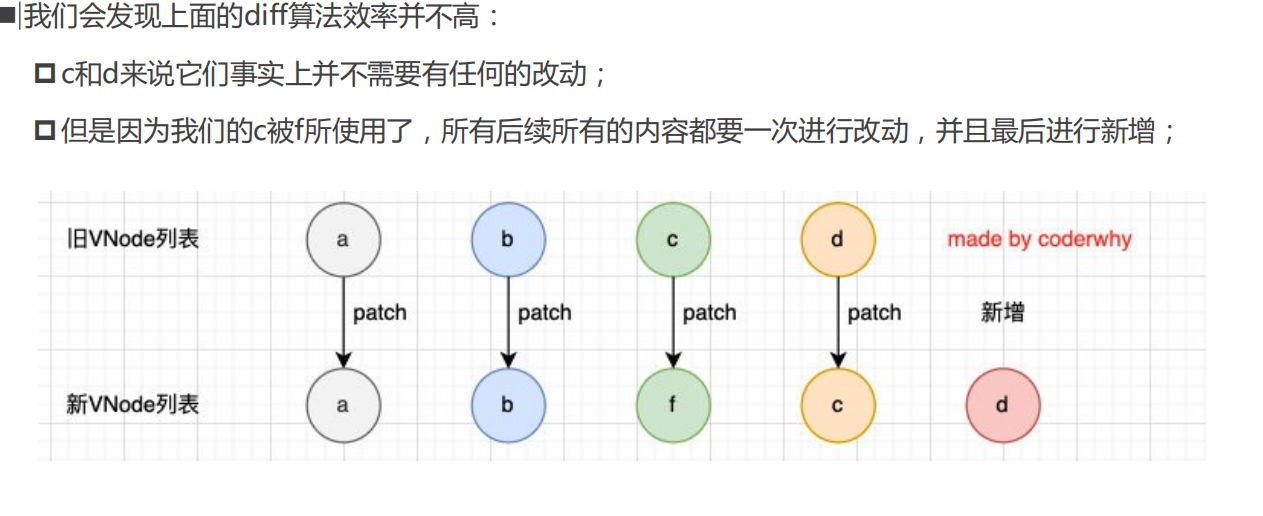 我们会发现上面的diff算法效率并不高：
c和d来说它们事实上并不需要有任何的改动；
但是因为我们的c被f所使用了，所有后续所有的内容都要一次进行改动，并且最后进行新增；
旧VNode列表 a b c d made by coderwhy
patch patch patch patch 新增
新VNode列表 a b f c d